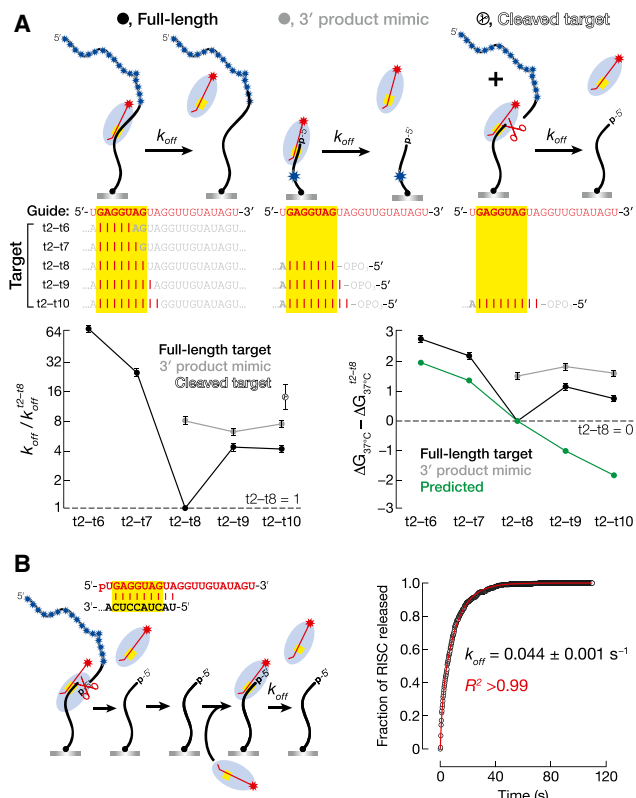 A
●, Full-length
●, 3′ product mimic
, Cleaved target
5′
5′
5′
+
k_off
k_off
k_off
p-5′
p-5′
p-5′
Guide: 5′-UGAGGUAGUAGGUUGUAUAGU-3′
5′-UGAGGUAGUAGGUUGUAUAGU-3′
5′-UGAGGUAGUAGGUUGUAUAGU-3′
Target
t2–t6 ...A AGUAGGUUGUAUAGU...
t2–t7 ...A GUAGGUUGUAUAGU...
t2–t8 ...A UAGGUUGUAUAGU... ...A -OPO₃-5′
t2–t9 ...A AGGUUGUAUAGU... ...A -OPO₃-5′
t2–t10 ...A GGUUGUAUAGU... ...A -OPO₃-5′ ...A -OPO₃-5′
k_off / k_off^t2–t8
64
32
16
8
4
2
1
Full-length target
3′ product mimic
Cleaved target
t2–t8 = 1
t2–t6 t2–t7 t2–t8 t2–t9 t2–t10
ΔG37°C − ΔG37°C^t2–t8
3
2
1
0
−1
−2
−3
t2–t8 = 0
Full-length target
3′ product mimic
Predicted
t2–t6 t2–t7 t2–t8 t2–t9 t2–t10
B
5′-pUGAGGUAGUAGGUUGUAUAGU-3′
3′-...ACUCCAUCAU-5′
5′
p-5′
p-5′
p-5′
p-5′
p-5′
k_off
Fraction of RISC released
1.0
0.8
0.6
0.4
0.2
0
k_off = 0.044 ± 0.001 s⁻¹
R² >0.99
0 40 80 120
Time (s)